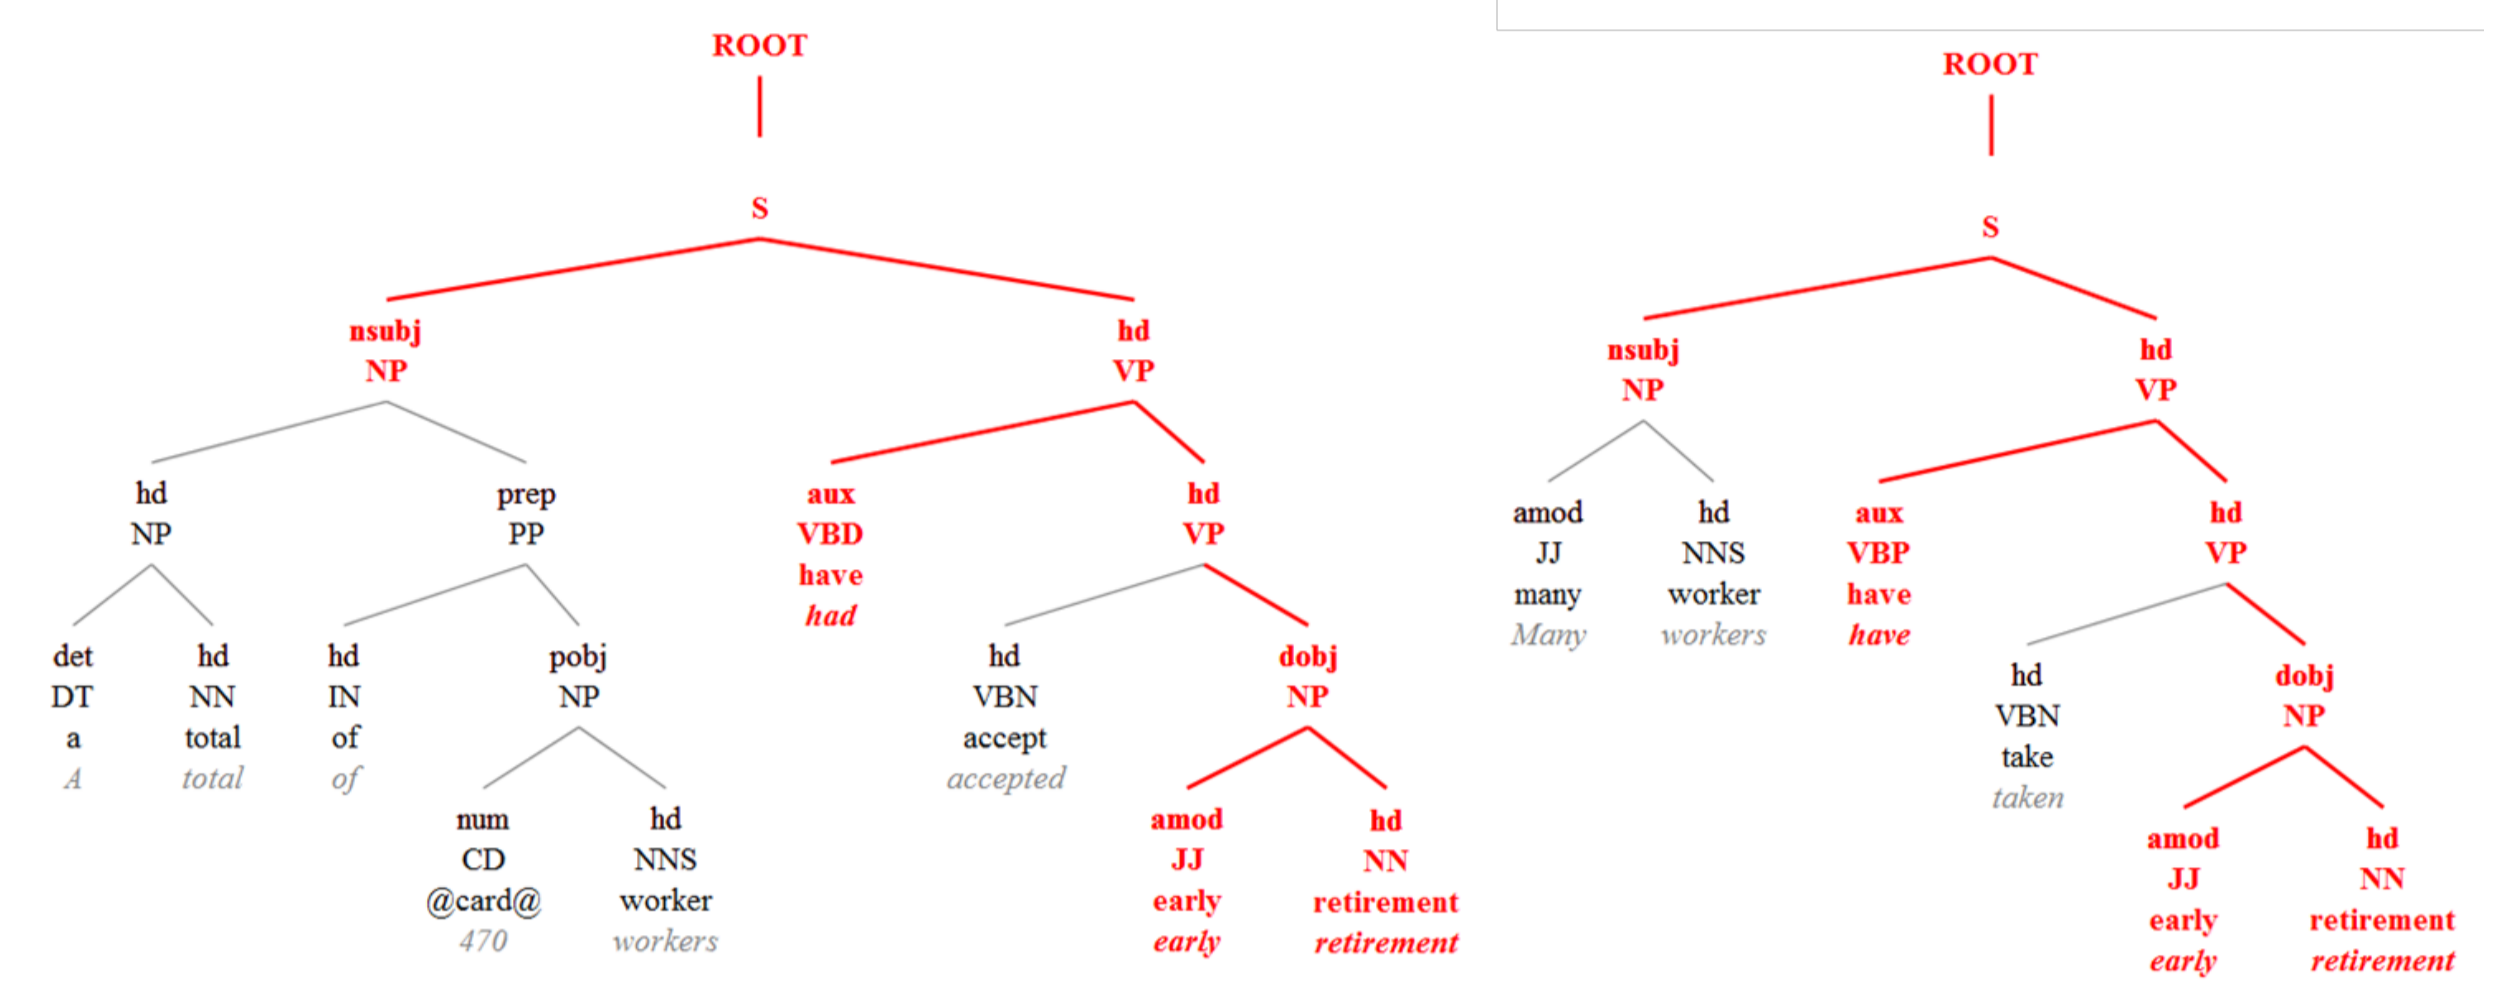 ROOT
S
nsubj hd
NP VP
hd prep aux hd
NP PP VBD VP
have
had
det hd hd pobj hd dobj
DT NN IN NP VBN NP
a total of accept
A total of accepted
num hd amod hd
CD NNS JJ NN
@card@ worker early retirement
470 workers early retirement
ROOT
S
nsubj hd
NP VP
amod hd aux hd
JJ NNS VBP VP
many worker have
Many workers have
hd dobj
VBN NP
take
taken
amod hd
JJ NN
early retirement
early retirement